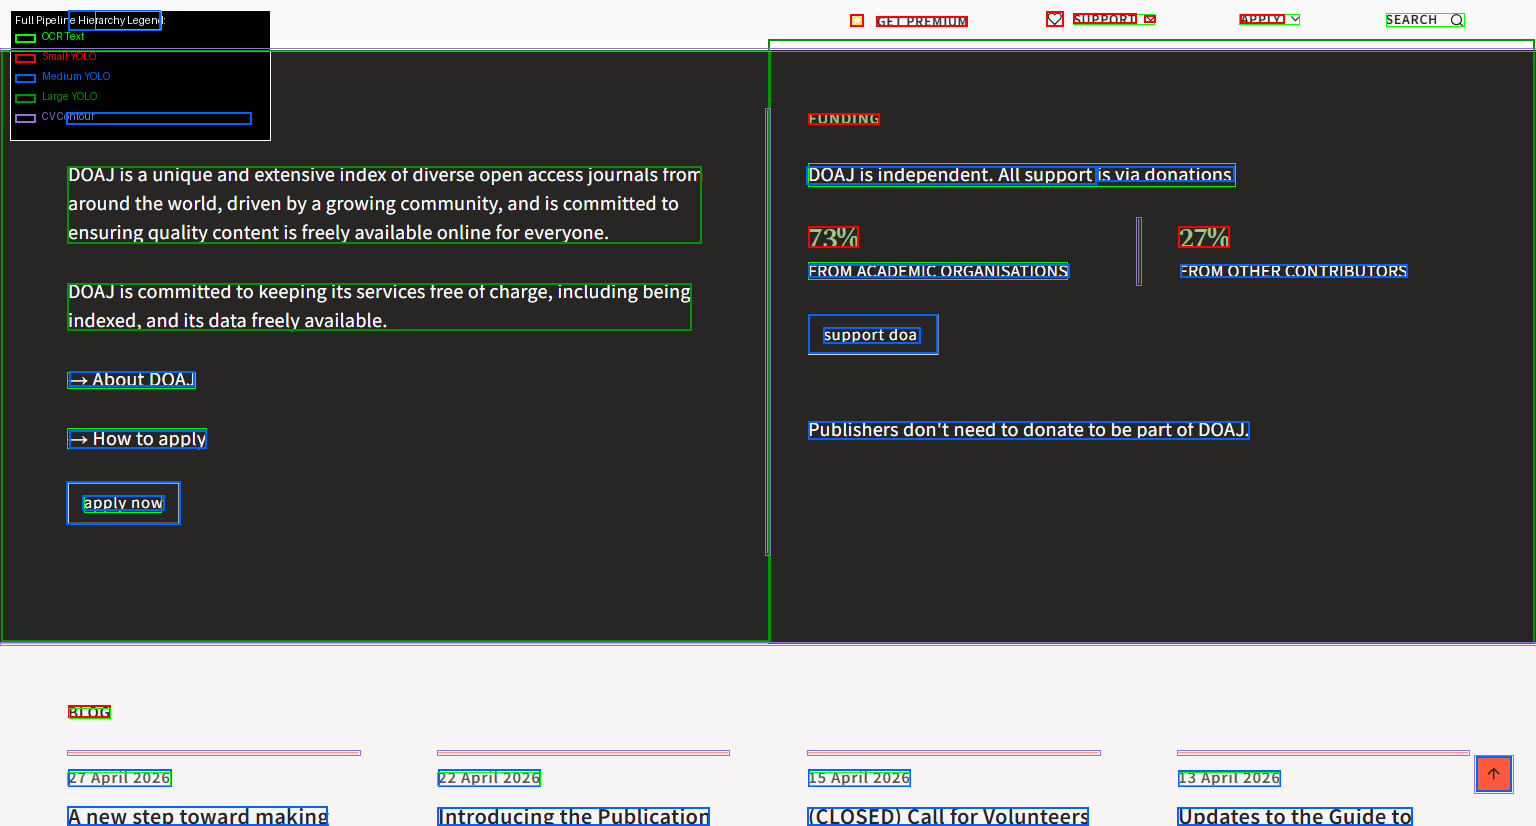 Full Pipeline Hierarchy Legend:
OCR Text
Small YOLO
Medium YOLO
Large YOLO
CV Contour
GET PREMIUM
SUPPORT
APPLY
SEARCH
DOAJ is a unique and extensive index of diverse open access journals from
around the world, driven by a growing community, and is committed to
ensuring quality content is freely available online for everyone.
DOAJ is committed to keeping its services free of charge, including being
indexed, and its data freely available.
→ About DOAJ
→ How to apply
apply now
FUNDING
DOAJ is independent. All support is via donations
73%
FROM ACADEMIC ORGANISATIONS
27%
FROM OTHER CONTRIBUTORS
support doa
Publishers don't need to donate to be part of DOAJ.
BLOG
27 April 2026
A new step toward making
22 April 2026
Introducing the Publication
15 April 2026
(CLOSED) Call for Volunteers
13 April 2026
Updates to the Guide to